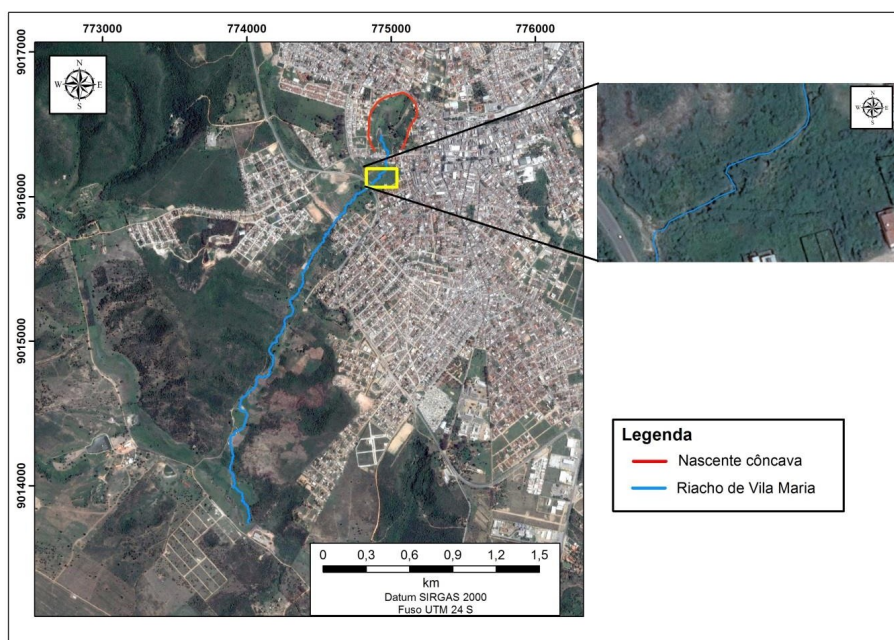 773000 774000 775000 776000
9017000
9016000
9015000
9014000
N
W E
S
N
W E
S
Legenda
Nascente côncava
Riacho de Vila Maria
0 0,3 0,6 0,9 1,2 1,5
km
Datum SIRGAS 2000
Fuso UTM 24 S